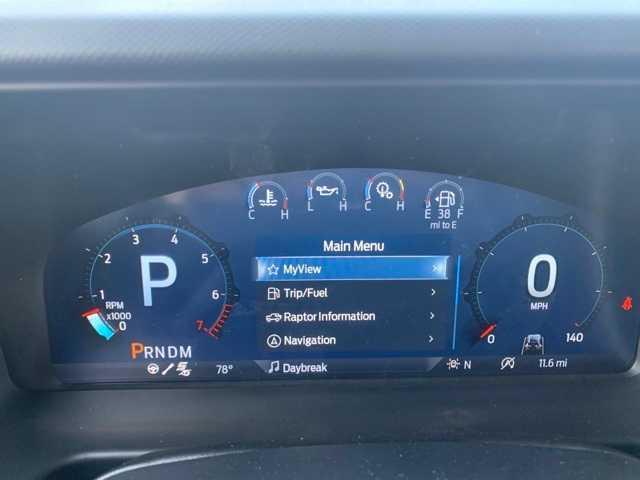 C H
L H
C H
E 38 F
mi to E
Main Menu
MyView
Trip/Fuel
Raptor Information
Navigation
1 2 3 4 5 6 7
RPM
x1000
0
P
PRNDM
0
MPH
0 140
78°
Daybreak
N
11.6 mi